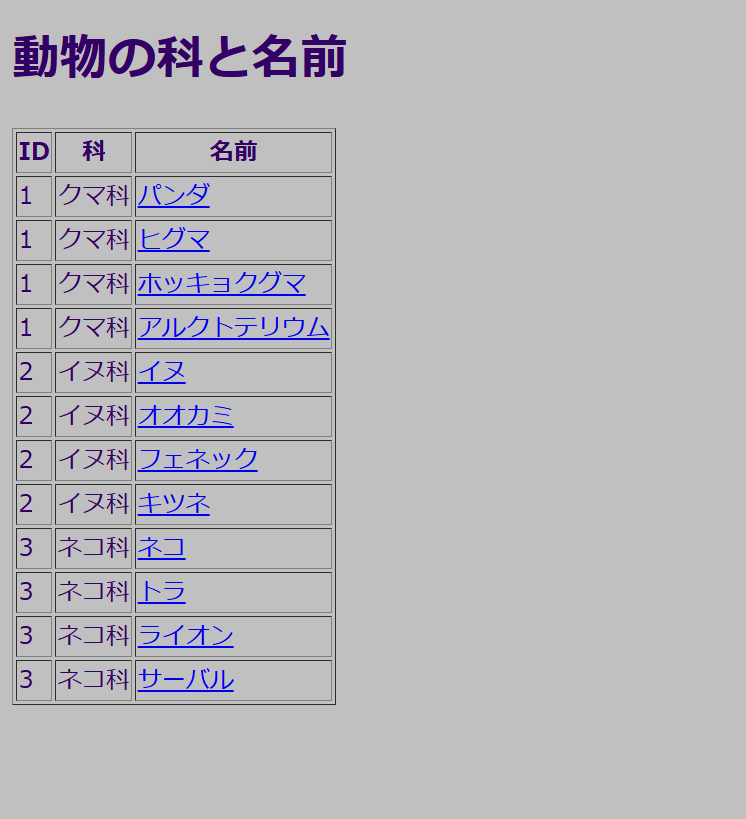 動物の科と名前
ID 科 名前
1 クマ科 パンダ
1 クマ科 ヒグマ
1 クマ科 ホッキョクグマ
1 クマ科 アルクトテリウム
2 イヌ科 イヌ
2 イヌ科 オオカミ
2 イヌ科 フェネック
2 イヌ科 キツネ
3 ネコ科 ネコ
3 ネコ科 トラ
3 ネコ科 ライオン
3 ネコ科 サーバル